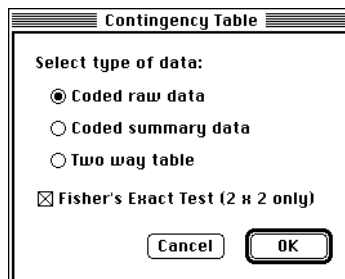 Contingency Table
Select type of data:
Coded raw data
Coded summary data
Two way table
Fisher's Exact Test (2 x 2 only)
Cancel
OK